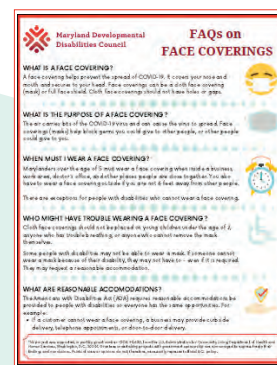 Maryland Developmental
Disabilities Council
FAQs on
FACE COVERINGS
WHAT IS A FACE COVERING?
A face covering helps prevent the spread of COVID-19. It covers your nose and
mouth and secures to your head. Face coverings can be a cloth face covering
(mask) or full face shield. Cloth face coverings should not have holes or gaps.
WHAT IS THE PURPOSE OF A FACE COVERING?
The air carries bits of the COVID-19 virus and can cause the virus to spread. Face
coverings (masks) help block germs you could give to other people, or other people
could give to you.
WHEN MUST I WEAR A FACE COVERING?
Marylanders over the age of 5 must wear a face covering when inside a business,
work area, doctor's office, and other places people are close together. You also
have to wear a face covering outside if you are not 6 feet away from other people.
There are exceptions for people with disabilities who cannot wear a face covering.
WHO MIGHT HAVE TROUBLE WEARING A FACE COVERING?
Cloth face coverings should not be placed on young children under the age of 2,
anyone who has trouble breathing, or anyone who cannot remove the mask
themselves.
Some people with disabilities may not be able to wear a mask. If someone cannot
wear a mask because of their disability, they may not have to - even if it is required.
They may request a reasonable accommodation.
WHAT ARE REASONABLE ACCOMODATIONS?
The Americans with Disabilities Act (ADA) requires reasonable accommodations be
provided to people with disabilities so everyone has the same opportunities. For
example:
• If a customer cannot wear a face covering, a business may provide curbside
delivery, telephone appointments, or door-to-door delivery.